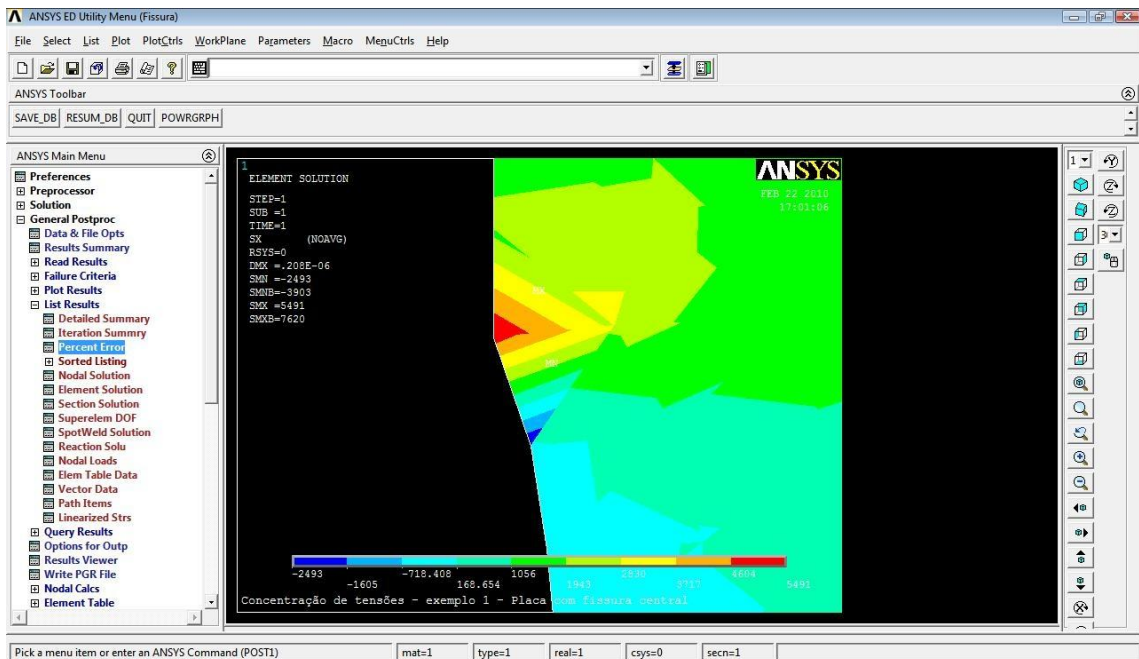 ANSYS ED Utility Menu (Fissura)
File Select List Plot PlotCtrls WorkPlane Parameters Macro MenuCtrls Help
ANSYS Toolbar
SAVE_DB RESUM_DB QUIT POWRGRPH
ANSYS Main Menu
Preferences
Preprocessor
Solution
General Postproc
Data & File Opts
Results Summary
Read Results
Failure Criteria
Plot Results
List Results
Detailed Summary
Iteration Summry
Percent Error
Sorted Listing
Nodal Solution
Element Solution
Section Solution
Superelem DOF
SpotWeld Solution
Reaction Solu
Nodal Loads
Elem Table Data
Vector Data
Path Items
Linearized Strs
Query Results
Options for Outp
Results Viewer
Write PGR File
Nodal Calcs
Element Table
1
ELEMENT SOLUTION
STEP=1
SUB =1
TIME=1
SX (NOAVG)
RSYS=0
DMX =.208E-06
SMN =-2493
SMNB=-3903
SMX =5491
SMXB=7620
ANSYS
FEB 22 2010
17:01:06
MX
MN
-2493 -718.408 1056 2830 4604
-1605 168.654 1943 3717 5491
Concentração de tensões - exemplo 1 - Placa com fissura central
1
Pick a menu item or enter an ANSYS Command (POST1) mat=1 type=1 real=1 csys=0 secn=1